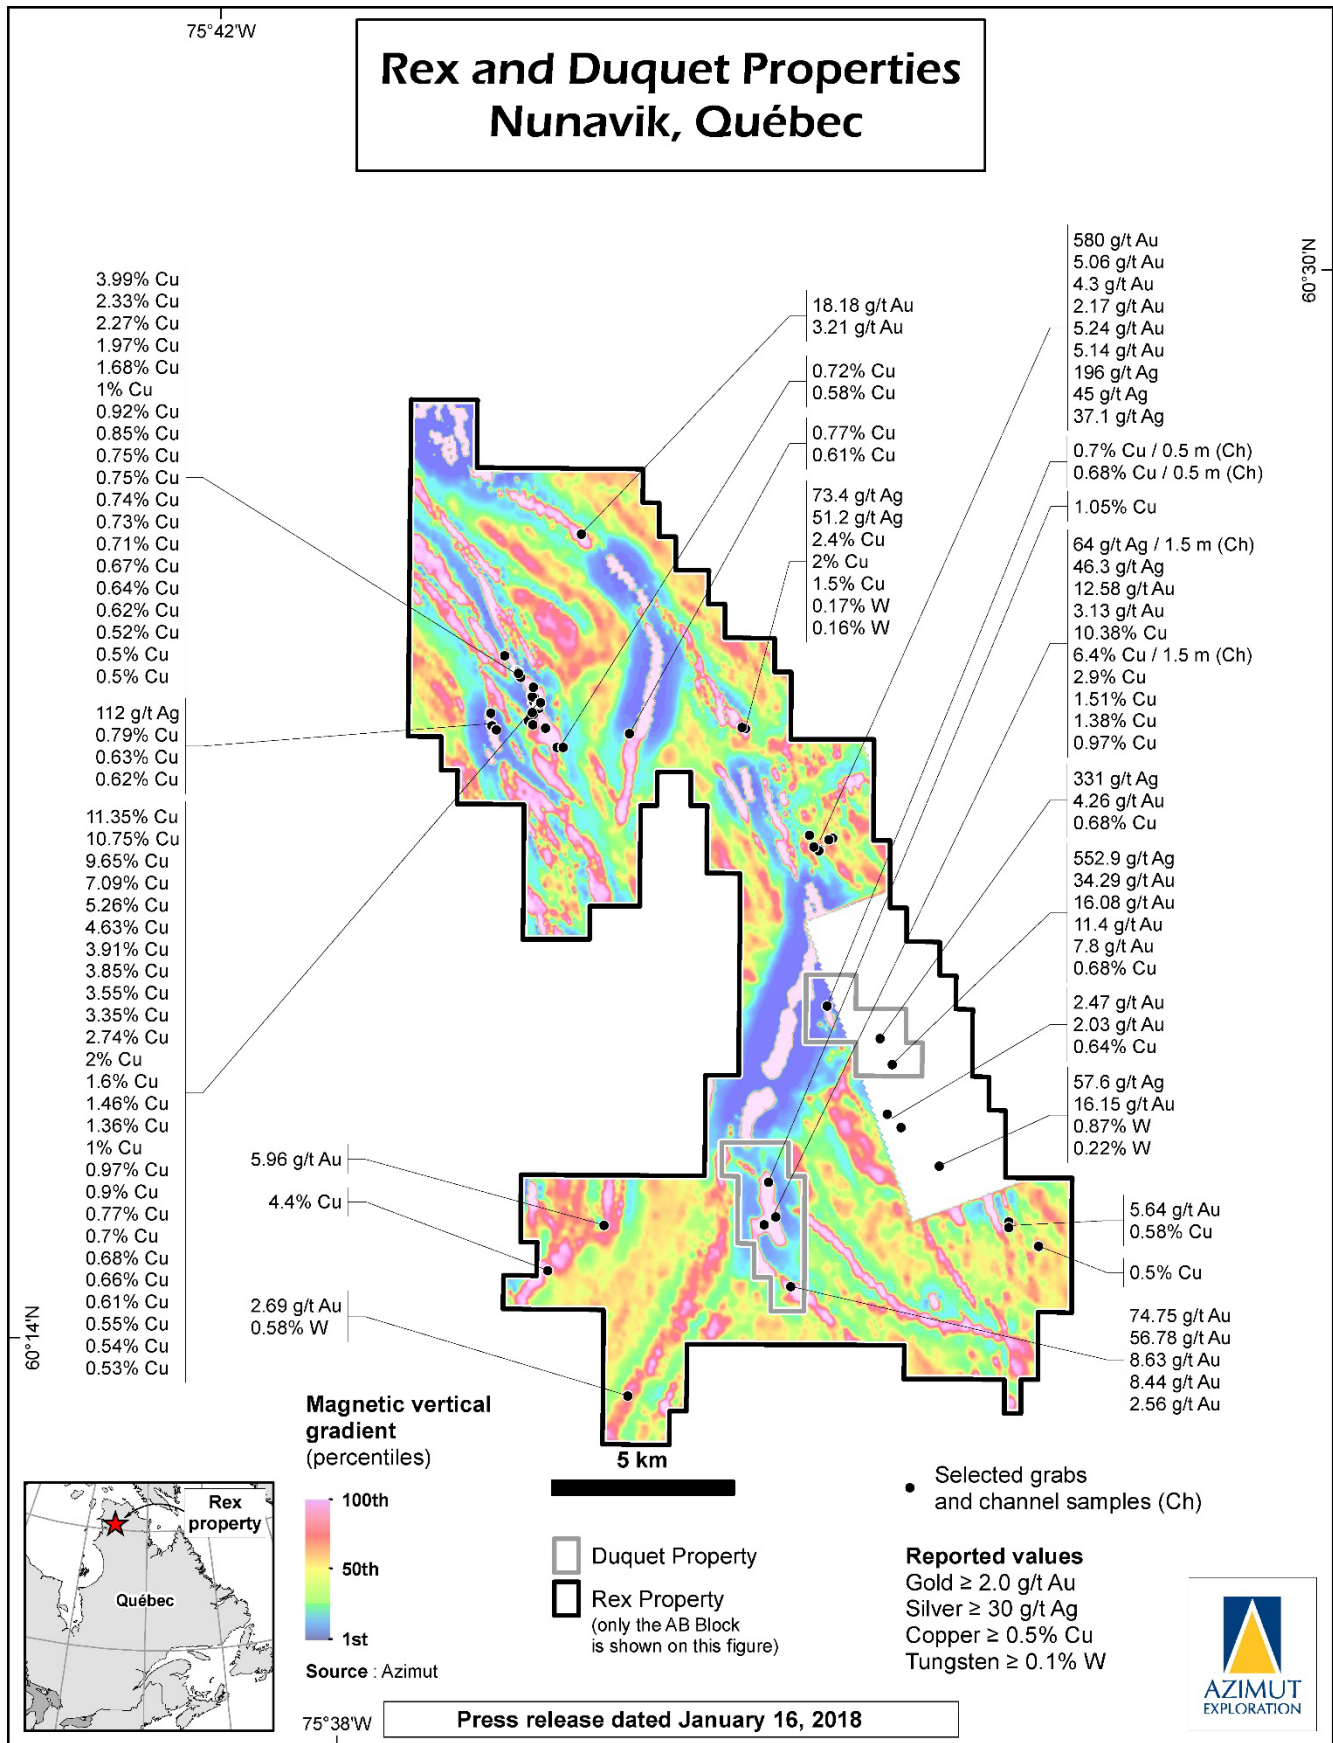 75°42'W
Rex and Duquet Properties
Nunavik, Québec
60°30'N
3.99% Cu
2.33% Cu
2.27% Cu
1.97% Cu
1.68% Cu
1% Cu
0.92% Cu
0.85% Cu
0.75% Cu
0.75% Cu
0.74% Cu
0.73% Cu
0.71% Cu
0.67% Cu
0.64% Cu
0.62% Cu
0.52% Cu
0.5% Cu
0.5% Cu
112 g/t Ag
0.79% Cu
0.63% Cu
0.62% Cu
11.35% Cu
10.75% Cu
9.65% Cu
7.09% Cu
5.26% Cu
4.63% Cu
3.91% Cu
3.85% Cu
3.55% Cu
3.35% Cu
2.74% Cu
2% Cu
1.6% Cu
1.46% Cu
1.36% Cu
1% Cu
0.97% Cu
0.9% Cu
0.77% Cu
0.7% Cu
0.68% Cu
0.66% Cu
0.61% Cu
0.55% Cu
0.54% Cu
0.53% Cu
18.18 g/t Au
3.21 g/t Au
0.72% Cu
0.58% Cu
0.77% Cu
0.61% Cu
73.4 g/t Ag
51.2 g/t Ag
2.4% Cu
2% Cu
1.5% Cu
0.17% W
0.16% W
580 g/t Au
5.06 g/t Au
4.3 g/t Au
2.17 g/t Au
5.24 g/t Au
5.14 g/t Au
196 g/t Ag
45 g/t Ag
37.1 g/t Ag
0.7% Cu / 0.5 m (Ch)
0.68% Cu / 0.5 m (Ch)
1.05% Cu
64 g/t Ag / 1.5 m (Ch)
46.3 g/t Ag
12.58 g/t Au
3.13 g/t Au
10.38% Cu
6.4% Cu / 1.5 m (Ch)
2.9% Cu
1.51% Cu
1.38% Cu
0.97% Cu
331 g/t Ag
4.26 g/t Au
0.68% Cu
552.9 g/t Ag
34.29 g/t Au
16.08 g/t Au
11.4 g/t Au
7.8 g/t Au
0.68% Cu
2.47 g/t Au
2.03 g/t Au
0.64% Cu
57.6 g/t Ag
16.15 g/t Au
0.87% W
0.22% W
5.64 g/t Au
0.58% Cu
0.5% Cu
74.75 g/t Au
56.78 g/t Au
8.63 g/t Au
8.44 g/t Au
2.56 g/t Au
5.96 g/t Au
4.4% Cu
2.69 g/t Au
0.58% W
60°14'N
Magnetic vertical
gradient
(percentiles)
100th
50th
1st
Source : Azimut
5 km
Duquet Property
Rex Property
(only the AB Block
is shown on this figure)
Selected grabs
and channel samples (Ch)
Reported values
Gold ≥ 2.0 g/t Au
Silver ≥ 30 g/t Ag
Copper ≥ 0.5% Cu
Tungsten ≥ 0.1% W
Rex
property
Québec
AZIMUT
EXPLORATION
75°38'W
Press release dated January 16, 2018